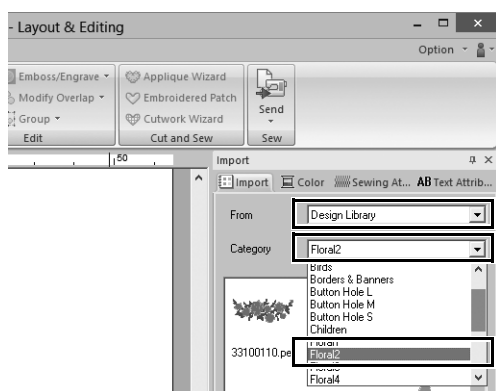 - Layout & Editing
Option
Emboss/Engrave
Applique Wizard
Modify Overlap
Embroidered Patch
Group
Cutwork Wizard
Send
Edit
Cut and Sew
Sew
50
Import
Import
Color
Sewing At...
AB Text Attrib...
From
Design Library
Category
Floral2
Birds
Borders & Banners
Button Hole L
Button Hole M
Button Hole S
Children
33100110.pe
Floral2
Floral4